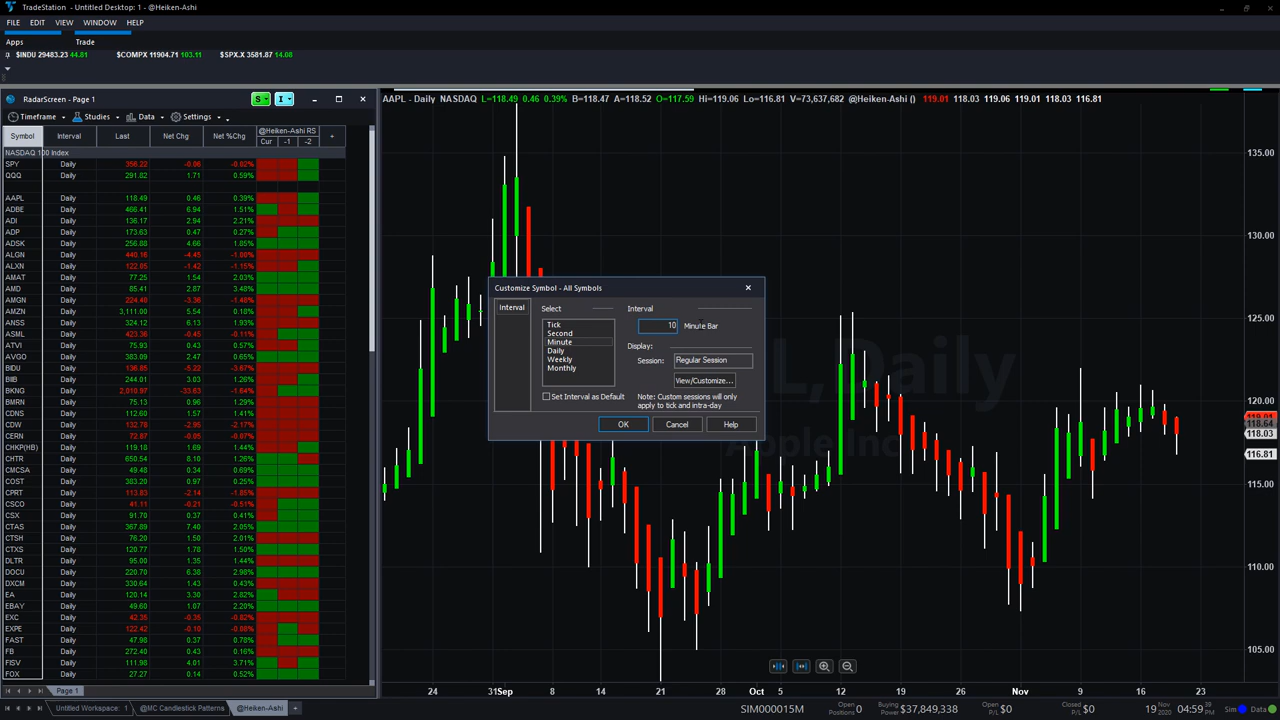 TradeStation - Untitled Desktop: 1 - @Heiken-Ashi
FILE EDIT VIEW WINDOW HELP
Apps Trade
$INDU 29483.23 44.81 $COMPX 11904.71 103.11 $SPX.X 3581.87 14.08
RadarScreen - Page 1 S I
Timeframe Studies Data Settings
Symbol Interval Last Net Chg Net %Chg @Heiken-Ashi RS +
Cur -1 -2
NASDAQ 100 Index
SPY Daily 356.22 -0.06 -0.02%
QQQ Daily 291.82 1.71 0.59%
AAPL Daily 118.49 0.46 0.39%
ADBE Daily 466.41 6.94 1.51%
ADI Daily 136.17 2.94 2.21%
ADP Daily 173.63 0.47 0.27%
ADSK Daily 256.88 4.66 1.85%
ALGN Daily 440.16 -4.45 -1.00%
ALXN Daily 122.05 -1.42 -1.15%
AMAT Daily 77.25 1.54 2.03%
AMD Daily 85.41 2.87 3.48%
AMGN Daily 224.40 -3.36 -1.48%
AMZN Daily 3,111.00 5.54 0.18%
ANSS Daily 324.12 6.13 1.93%
ASML Daily 423.36 -0.45 -0.11%
ATVI Daily 75.93 0.43 0.57%
AVGO Daily 383.09 2.47 0.65%
BIDU Daily 136.85 -5.22 -3.67%
BIIB Daily 244.01 3.03 1.26%
BKNG Daily 2,010.97 -33.63 -1.64%
BMRN Daily 75.13 0.93 1.25%
CDNS Daily 112.60 1.57 1.41%
CDW Daily 132.78 -2.95 -2.17%
CERN Daily 72.87 -0.05 -0.07%
CHKP(HB) Daily 119.18 1.69 1.44%
CHTR Daily 650.54 8.10 1.26%
CMCSA Daily 49.48 0.34 0.69%
COST Daily 383.20 0.97 0.25%
CPRT Daily 113.83 -2.14 -1.85%
CSCO Daily 41.11 -0.21 -0.51%
CSX Daily 91.70 0.37 0.41%
CTAS Daily 367.89 7.40 2.05%
CTSH Daily 76.20 1.50 2.01%
CTXS Daily 120.77 1.78 1.50%
DLTR Daily 95.00 1.35 1.44%
DOCU Daily 220.70 6.38 2.98%
DXCM Daily 330.64 1.43 0.43%
EA Daily 120.14 3.30 2.82%
EBAY Daily 49.60 1.07 2.20%
EXC Daily 42.35 -0.35 -0.82%
EXPE Daily 122.42 -0.10 -0.08%
FAST Daily 47.98 0.37 0.78%
FB Daily 272.40 0.43 0.16%
FISV Daily 111.98 4.01 3.71%
FOX Daily 27.27 0.14 0.52%
Page 1
AAPL - Daily NASDAQ L=118.49 0.46 0.39% B=118.47 A=118.52 O=117.59 Hi=119.06 Lo=116.81 V=73,637,682 @Heiken-Ashi () 119.01 118.03 119.06 119.01 118.03 116.81
Customize Symbol - All Symbols
Interval
Select
Tick
Second
Minute
Daily
Weekly
Monthly
Set Interval as Default
Interval
10 Minute Bar
Display:
Session: Regular Session
View/Customize...
Note: Custom sessions will only
apply to tick and intra-day
OK Cancel Help
L, Daily
Apple Inc
135.00
130.00
125.00
120.00
119.01
118.64
118.03
116.81
115.00
110.00
105.00
24 31 Sep 8 14 21 28 Oct 5 12 19 26 Nov 9 16 23
Untitled Workspace: 1 @MC Candlestick Patterns @Heiken-Ashi +
SIM000015M Open Positions 0 Buying Power $37,849,338 Open P/L $0 Closed P/L $0 19 Nov 2020 04:59 39 PM Sim Data